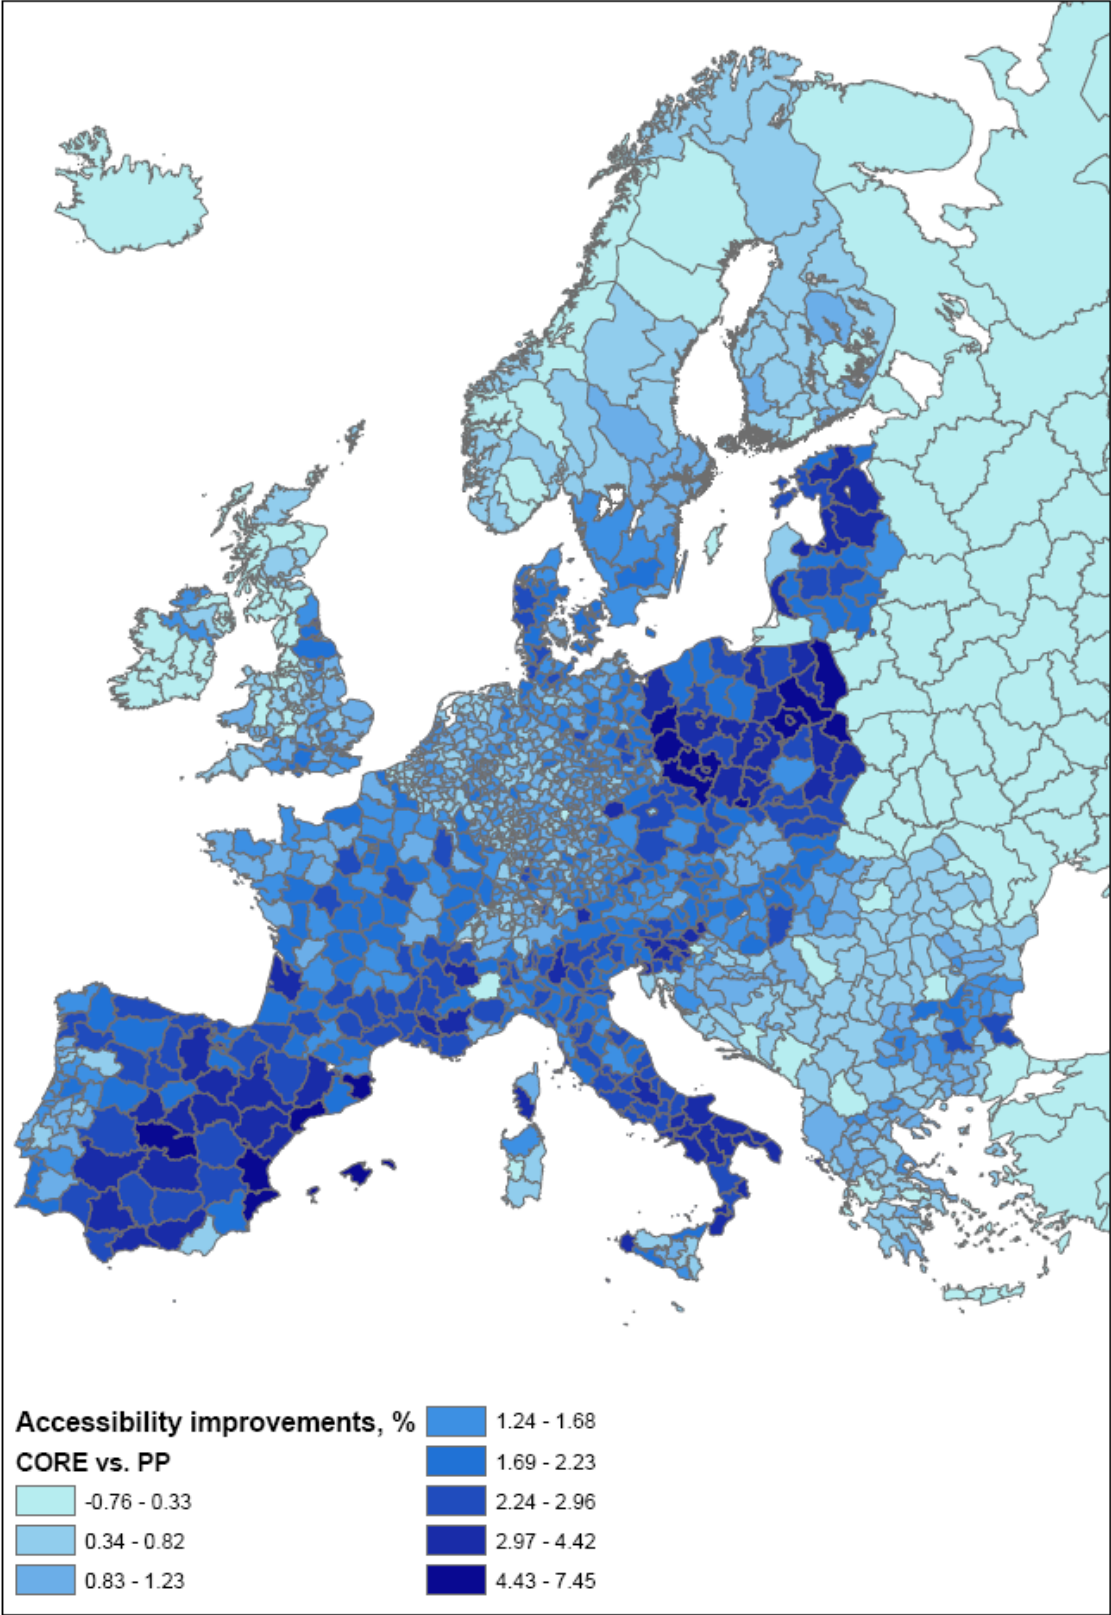 Accessibility improvements, %
CORE vs. PP
-0.76 - 0.33
0.34 - 0.82
0.83 - 1.23
1.24 - 1.68
1.69 - 2.23
2.24 - 2.96
2.97 - 4.42
4.43 - 7.45